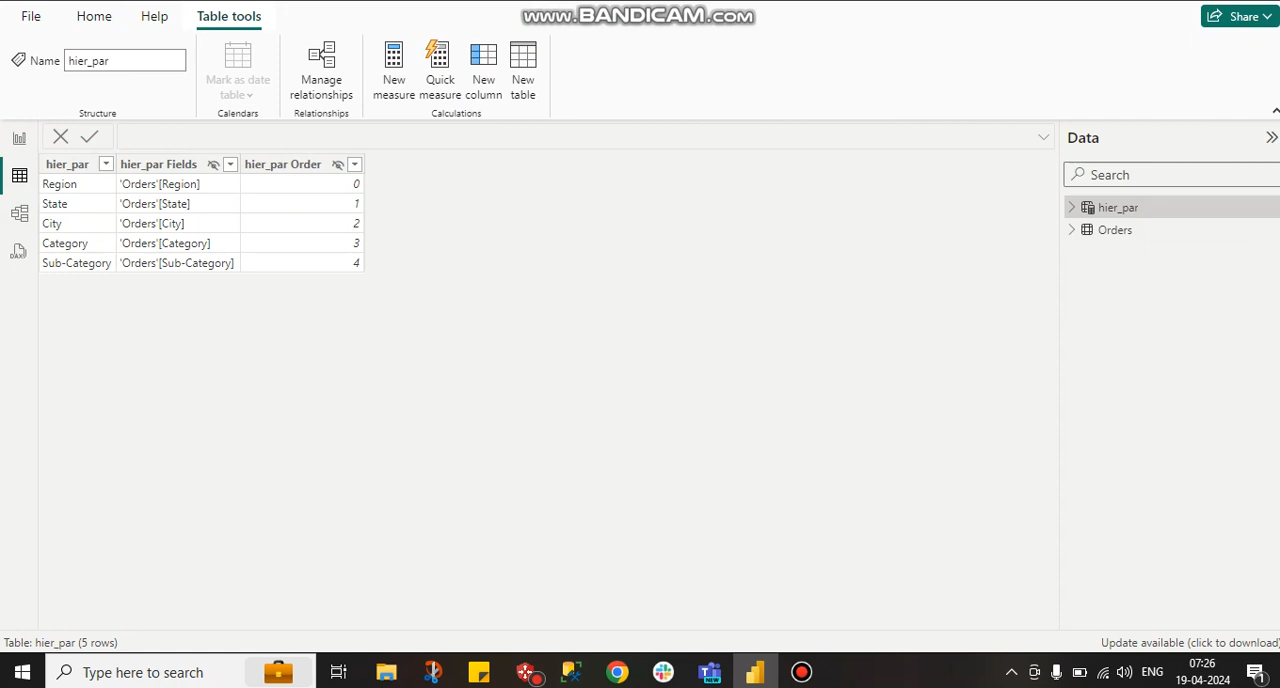 File Home Help Table tools
www.BANDICAM.com
Share
Name hier_par
Mark as date table
Manage relationships
New measure
Quick measure
New column
New table
Structure Calendars Relationships Calculations
Data
Search
hier_par
Orders
hier_par hier_par Fields hier_par Order
Region 'Orders'[Region] 0
State 'Orders'[State] 1
City 'Orders'[City] 2
Category 'Orders'[Category] 3
Sub-Category 'Orders'[Sub-Category] 4
DAX
Table: hier_par (5 rows)
Update available (click to download)
Type here to search
NEW
ENG
07:26
19-04-2024
1